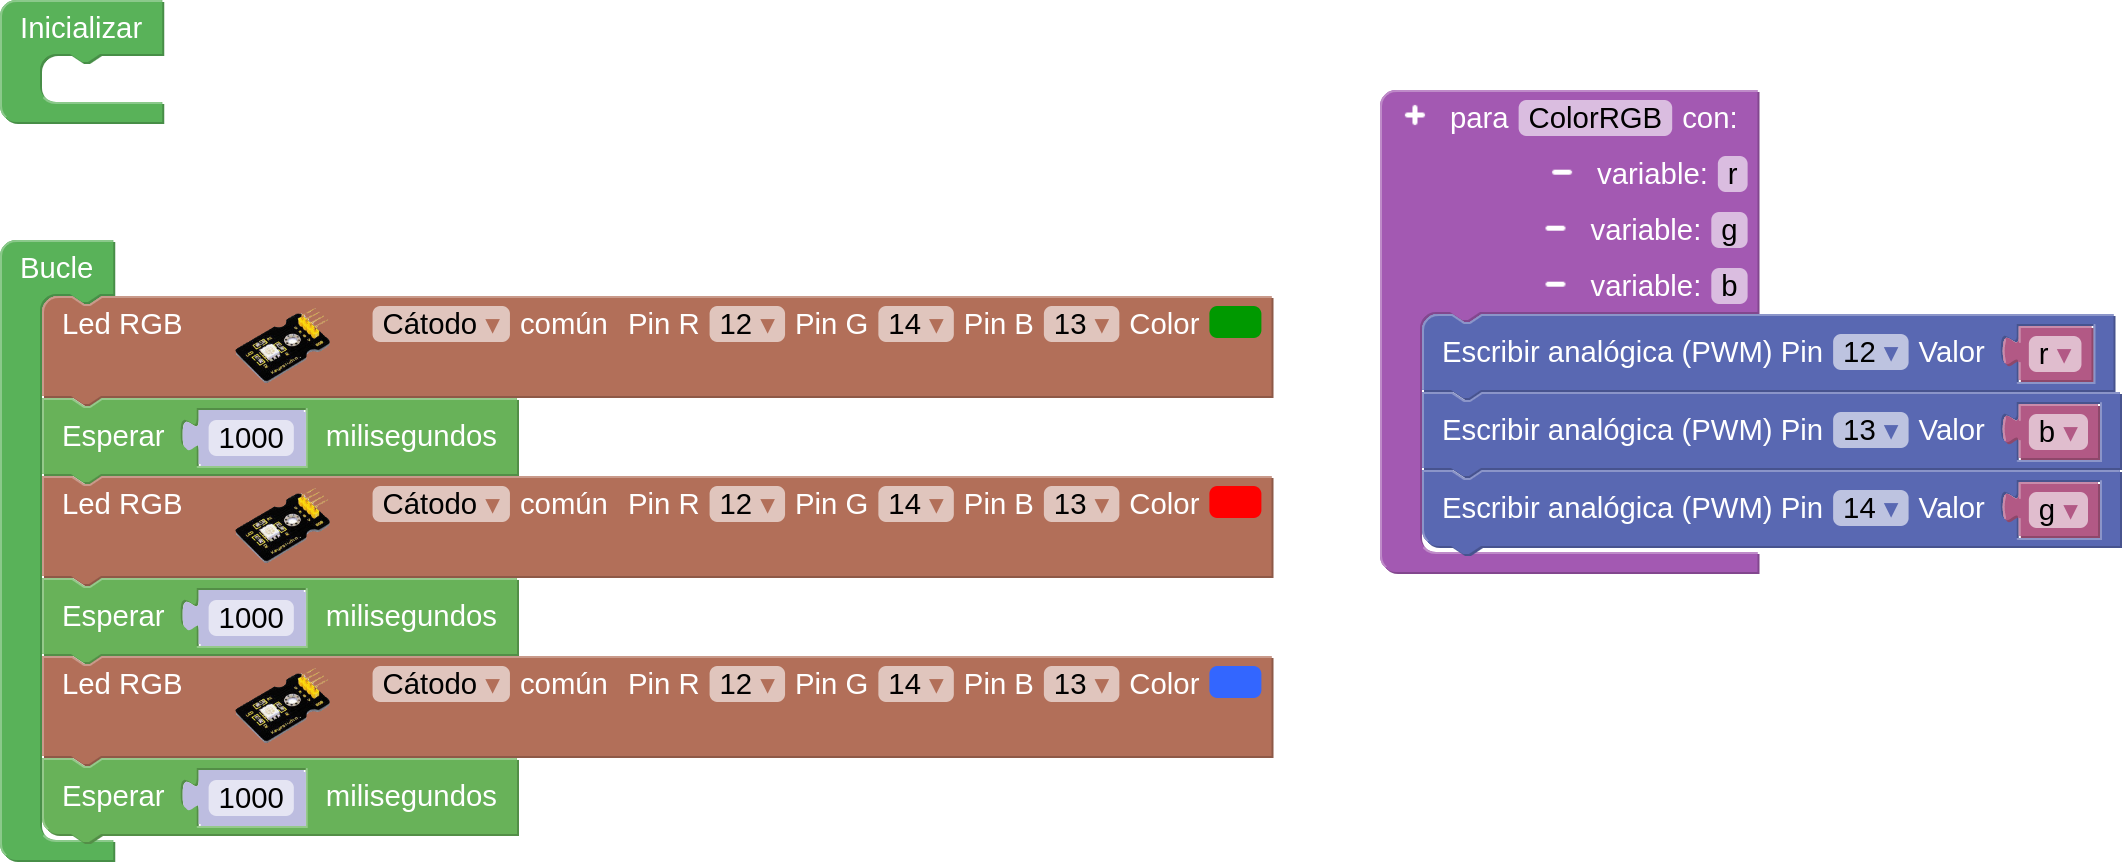 Inicializar
Bucle
Led RGB Cátodo ▾ común Pin R 12 ▾ Pin G 14 ▾ Pin B 13 ▾ Color
Esperar 1000 milisegundos
Led RGB Cátodo ▾ común Pin R 12 ▾ Pin G 14 ▾ Pin B 13 ▾ Color
Esperar 1000 milisegundos
Led RGB Cátodo ▾ común Pin R 12 ▾ Pin G 14 ▾ Pin B 13 ▾ Color
Esperar 1000 milisegundos
para ColorRGB con:
variable: r
variable: g
variable: b
Escribir analógica (PWM) Pin 12 ▾ Valor r ▾
Escribir analógica (PWM) Pin 13 ▾ Valor b ▾
Escribir analógica (PWM) Pin 14 ▾ Valor g ▾